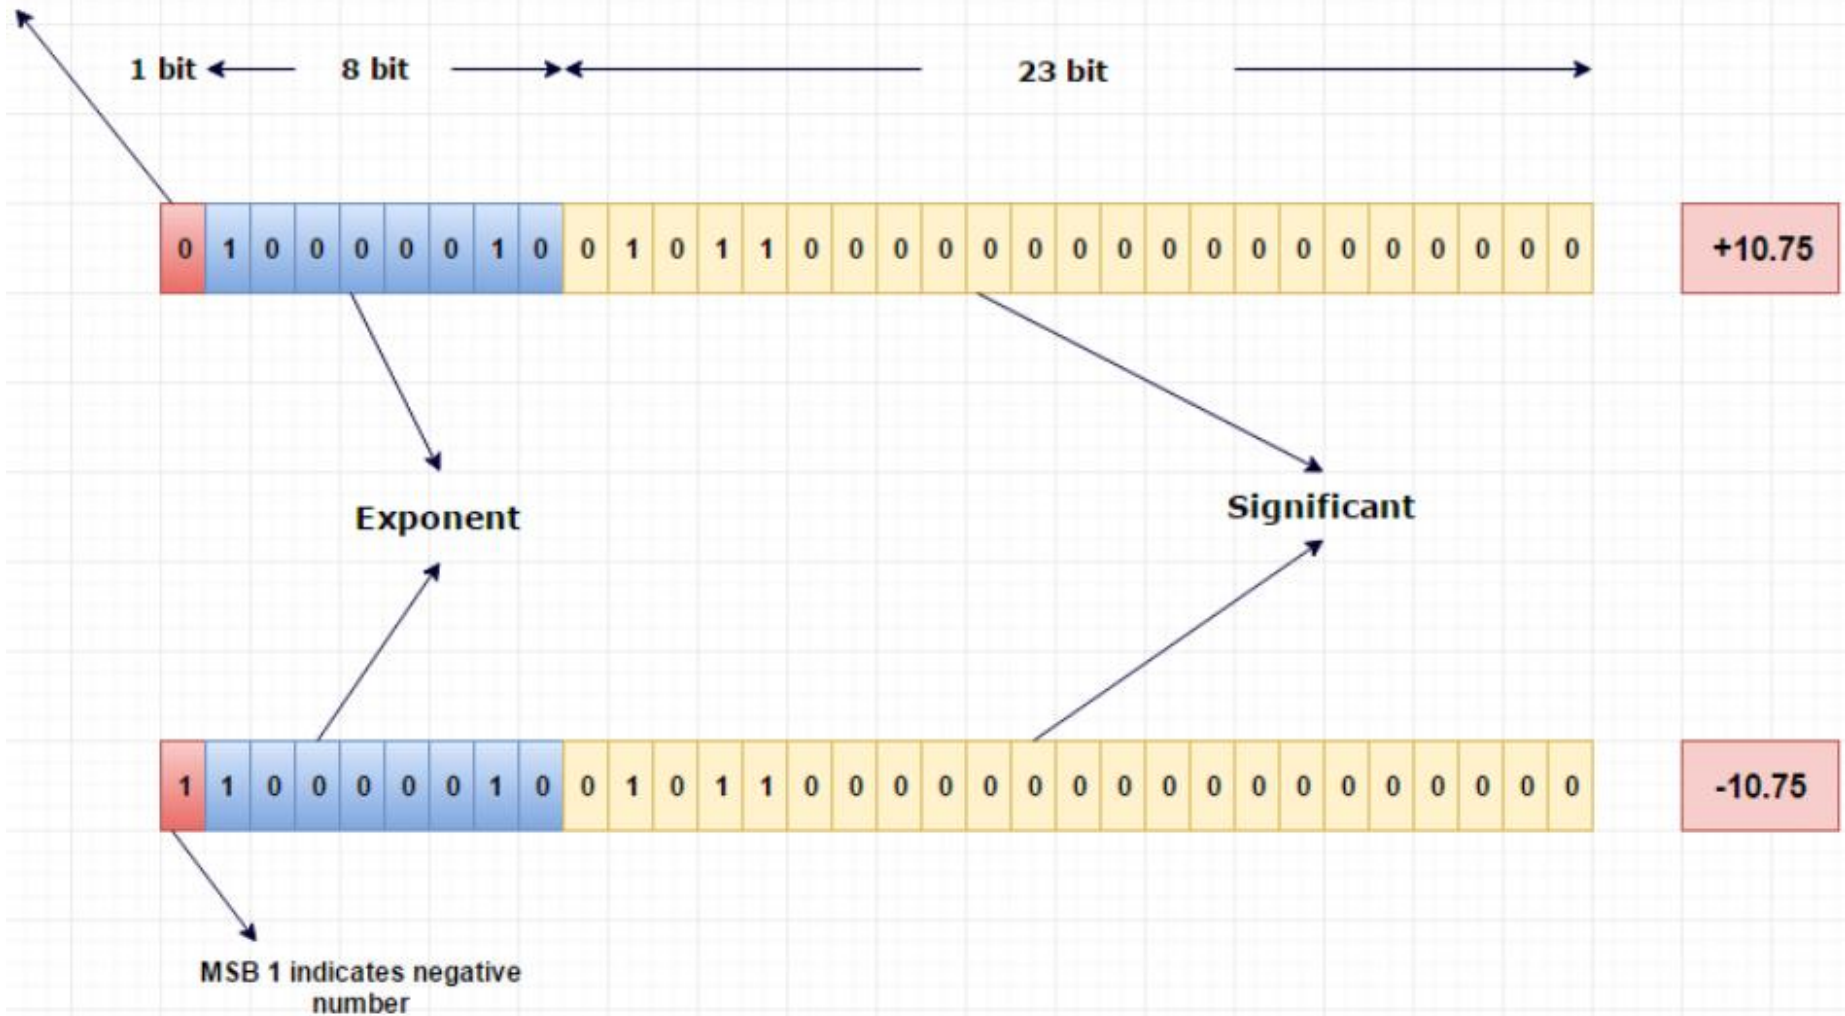 1 bit 8 bit 23 bit
0 1 0 0 0 0 0 1 0 0 1 0 1 1 0 0 0 0 0 0 0 0 0 0 0 0 0 0 0 0 0 0 +10.75
Exponent Significant
1 1 0 0 0 0 0 1 0 0 1 0 1 1 0 0 0 0 0 0 0 0 0 0 0 0 0 0 0 0 0 0 -10.75
MSB 1 indicates negative
number